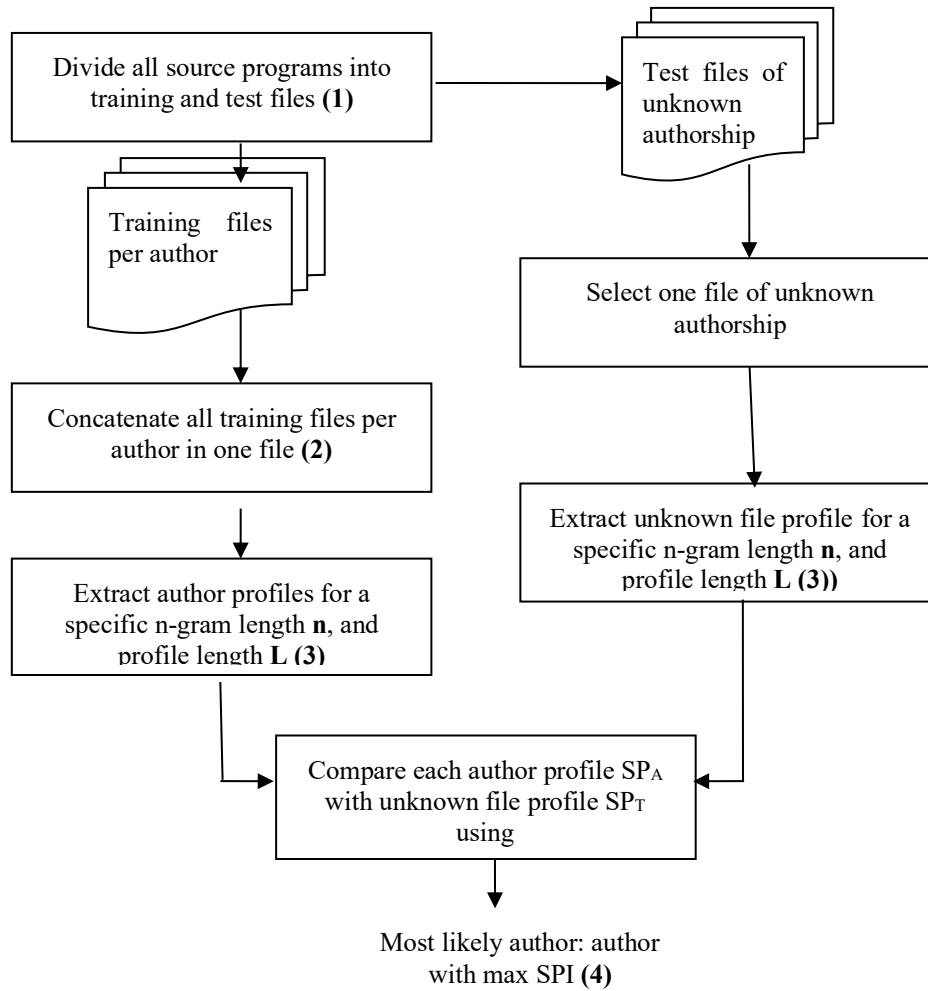 Divide all source programs into
training and test files (1)
Test files of
unknown
authorship
Training files
per author
Select one file of unknown
authorship
Concatenate all training files per
author in one file (2)
Extract unknown file profile for a
specific n-gram length n, and
profile length L (3))
Extract author profiles for a
specific n-gram length n, and
profile length L (3)
Compare each author profile SPA
with unknown file profile SPT
using
Most likely author: author
with max SPI (4)